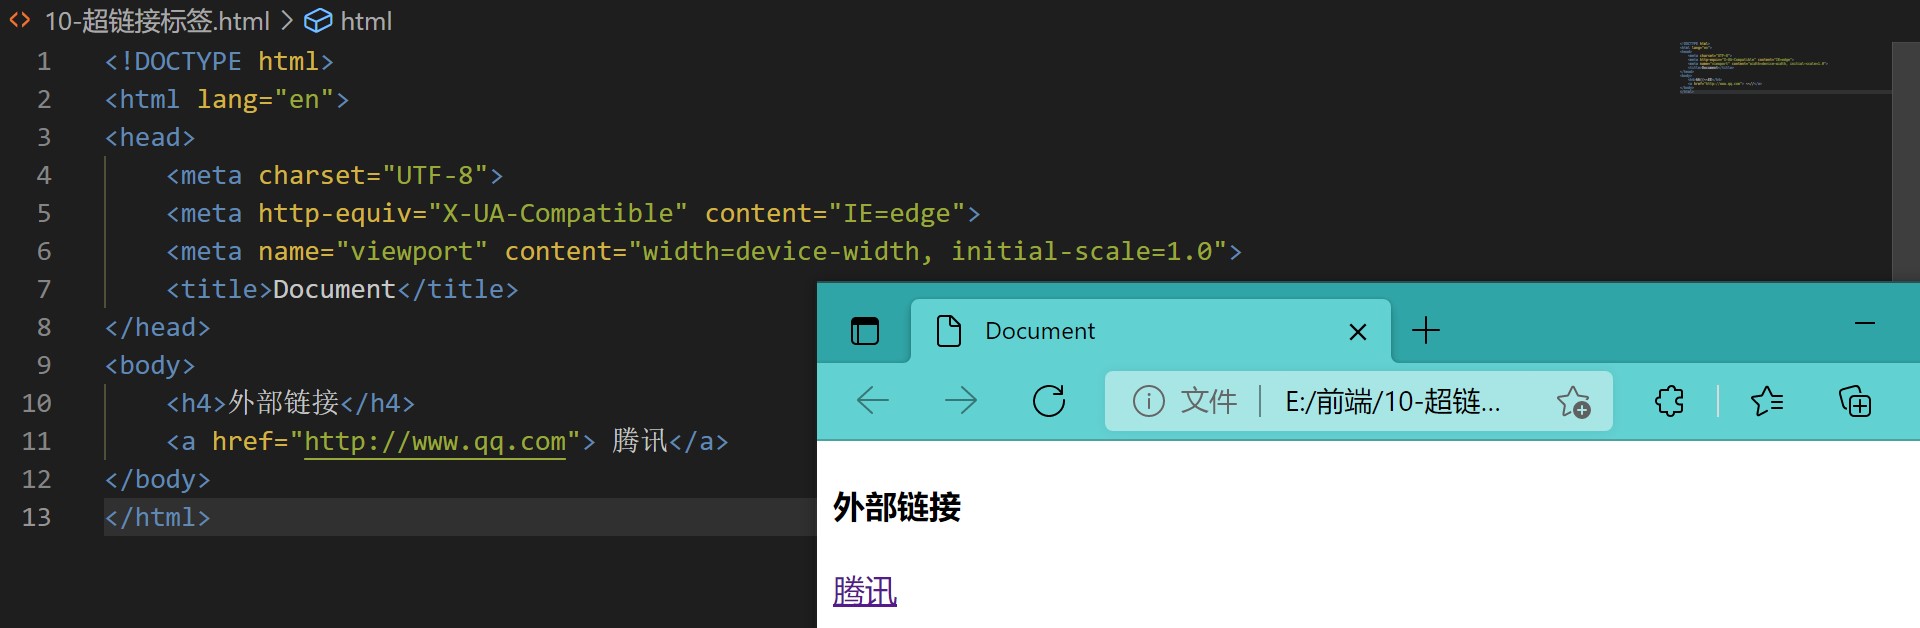 10-超链接标签.html > html
1 <!DOCTYPE html>
2 <html lang="en">
3 <head>
4 <meta charset="UTF-8">
5 <meta http-equiv="X-UA-Compatible" content="IE=edge">
6 <meta name="viewport" content="width=device-width, initial-scale=1.0">
7 <title>Document</title>
8 </head>
9 <body>
10 <h4>外部链接</h4>
11 <a href="http://www.qq.com"> 腾讯</a>
12 </body>
13 </html>
Document
文件 | E:/前端/10-超链...
外部链接
腾讯